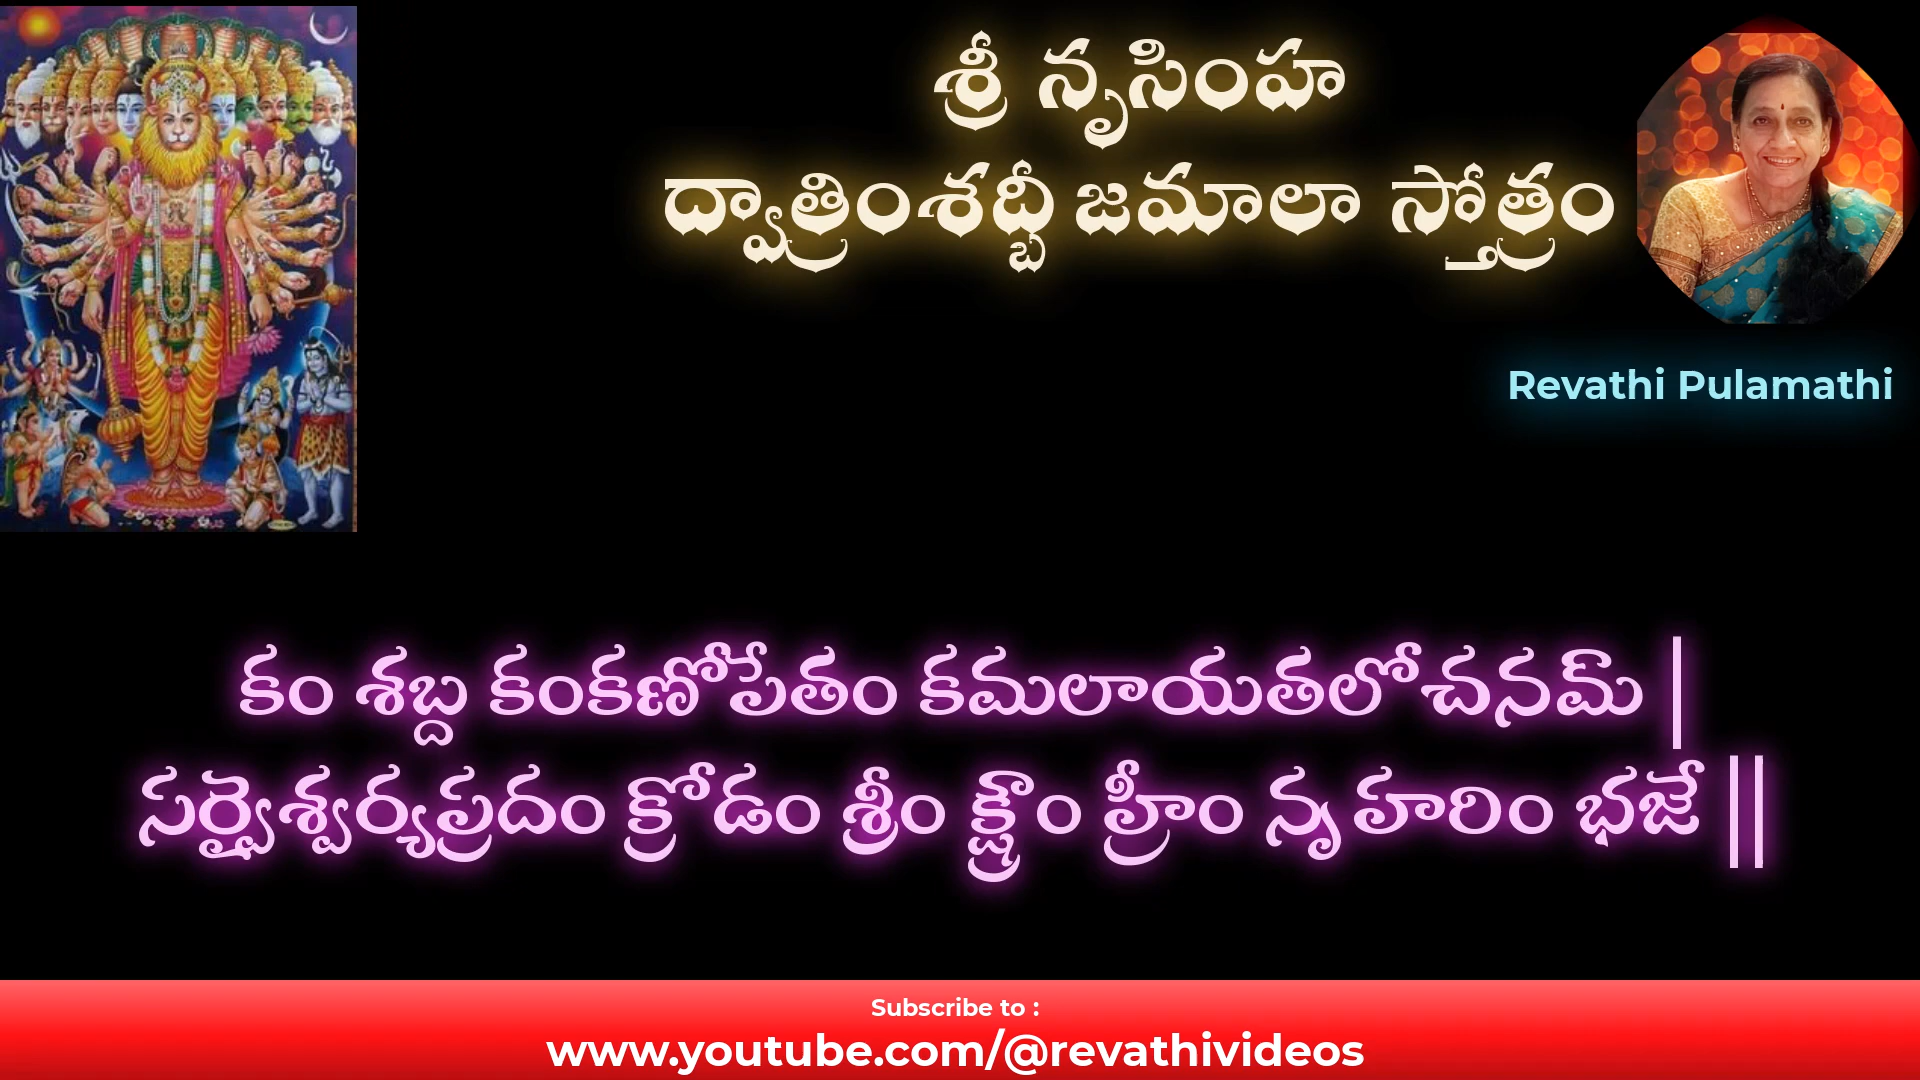 శ్రీ నృసింహ
ద్వాత్రింశద్బీజమాలా స్తోత్రం
Revathi Pulamathi
కం శబ్ద కంకణోపేతం కమలాయతలోచనమ్ |
సర్వైశ్వర్యప్రదం క్రోడం శ్రీం క్ష్రౌం హ్రీం నృహరిం భజే ||
Subscribe to :
www.youtube.com/@revathivideos